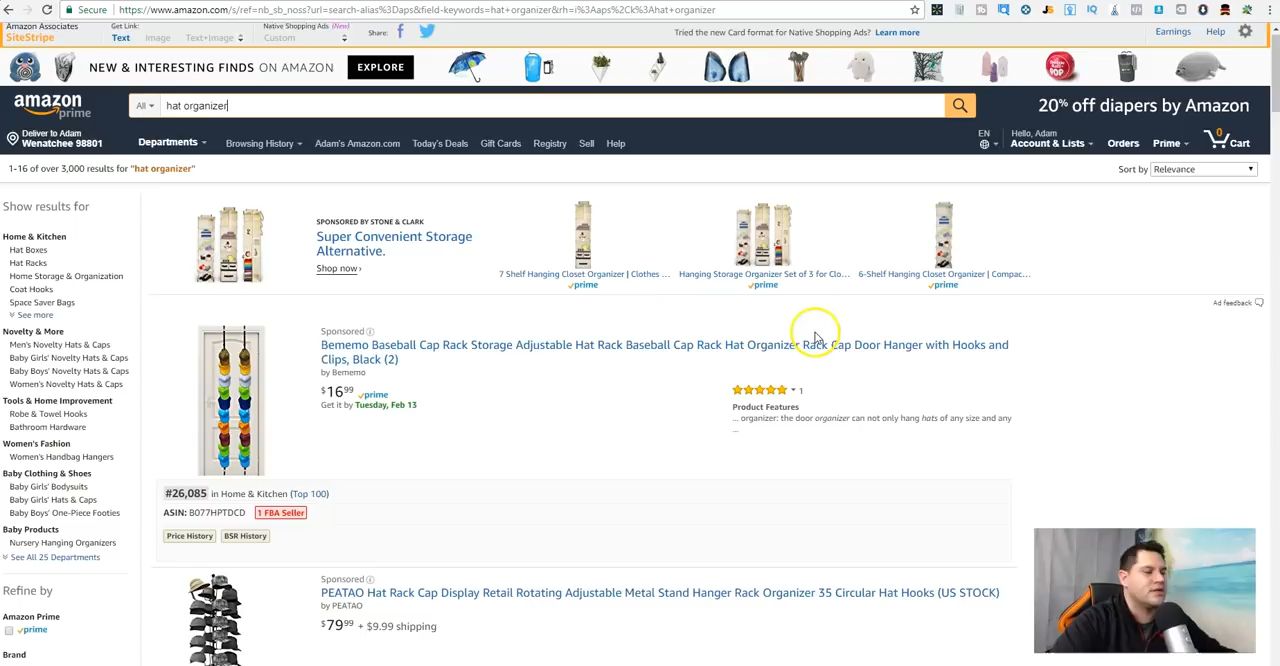 Secure
https://www.amazon.com/s/ref=nb_sb_noss?url=search-alias%3Daps&field-keywords=hat+organizer&rh=i%3Aaps%2Ck%3Ahat+organizer
Amazon Associates
SiteStripe
Get Link:
Text
Image
Text+Image
Native Shopping Ads (New)
Custom
Share:
Tried the new Card format for Native Shopping Ads? Learn more
Earnings
Help
NEW & INTERESTING FINDS ON AMAZON
EXPLORE
amazon
prime
All
hat organizer
20% off diapers by Amazon
Deliver to Adam
Wenatchee 98801
Departments
Browsing History
Adam's Amazon.com
Today's Deals
Gift Cards
Registry
Sell
Help
EN
Hello, Adam
Account & Lists
Orders
Prime
0
Cart
1-16 of over 3,000 results for "hat organizer"
Sort by
Relevance
Show results for
Home & Kitchen
Hat Boxes
Hat Racks
Home Storage & Organization
Coat Hooks
Space Saver Bags
See more
Novelty & More
Men's Novelty Hats & Caps
Baby Girls' Novelty Hats & Caps
Baby Boys' Novelty Hats & Caps
Women's Novelty Hats & Caps
Tools & Home Improvement
Robe & Towel Hooks
Bathroom Hardware
Women's Fashion
Women's Handbag Hangers
Baby Clothing & Shoes
Baby Girls' Bodysuits
Baby Girls' Hats & Caps
Baby Boys' One-Piece Footies
Baby Products
Nursery Hanging Organizers
See All 25 Departments
Refine by
Amazon Prime
prime
Brand
SPONSORED BY STONE & CLARK
Super Convenient Storage
Alternative.
Shop now ›
7 Shelf Hanging Closet Organizer | Clothes ...
prime
Hanging Storage Organizer Set of 3 for Clo...
prime
6-Shelf Hanging Closet Organizer | Compac...
prime
Ad feedback
Sponsored
Bememo Baseball Cap Rack Storage Adjustable Hat Rack Baseball Cap Rack Hat Organizer Rack Cap Door Hanger with Hooks and
Clips, Black (2)
by Bememo
$16 99
prime
Get it by Tuesday, Feb 13
1
Product Features
... organizer: the door organizer can not only hang hats of any size and any
...
#26,085 in Home & Kitchen (Top 100)
ASIN: B077HPTDCD
1 FBA Seller
Price History
BSR History
Sponsored
PEATAO Hat Rack Cap Display Retail Rotating Adjustable Metal Stand Hanger Rack Organizer 35 Circular Hat Hooks (US STOCK)
by PEATAO
$79 99 + $9.99 shipping